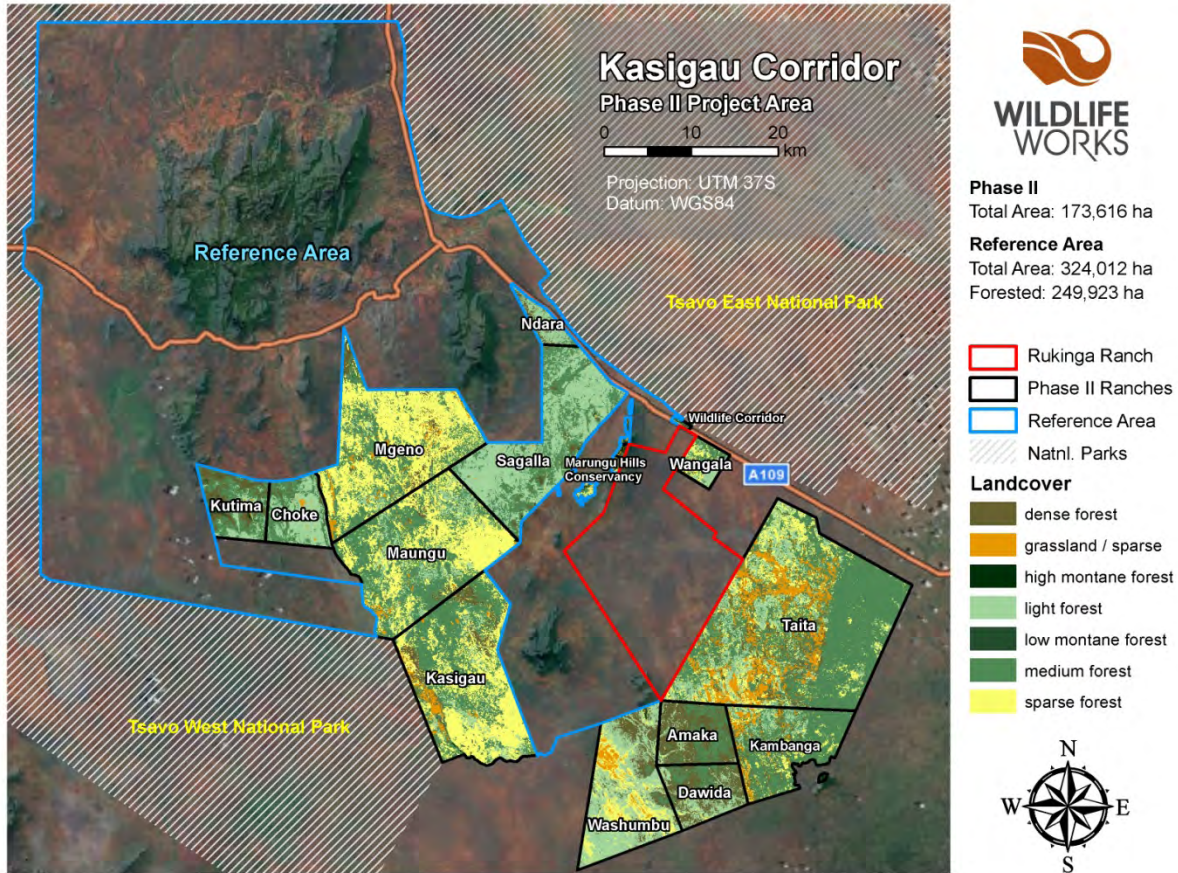 Kasigau Corridor
Phase II Project Area
0 10 20
km
Projection: UTM 37S
Datum: WGS84
Reference Area
Tsavo East National Park
Ndara
Wildlife Corridor
Mgeno
Sagalla
Marungu Hills
Conservancy
Wangala
A109
Kutima
Choke
Maungu
Taita
Kasigau
Tsavo West National Park
Amaka
Kambanga
Dawida
Washumbu
WILDLIFE
WORKS
Phase II
Total Area: 173,616 ha
Reference Area
Total Area: 324,012 ha
Forested: 249,923 ha
Rukinga Ranch
Phase II Ranches
Reference Area
Natnl. Parks
Landcover
dense forest
grassland / sparse
high montane forest
light forest
low montane forest
medium forest
sparse forest
N
W E
S